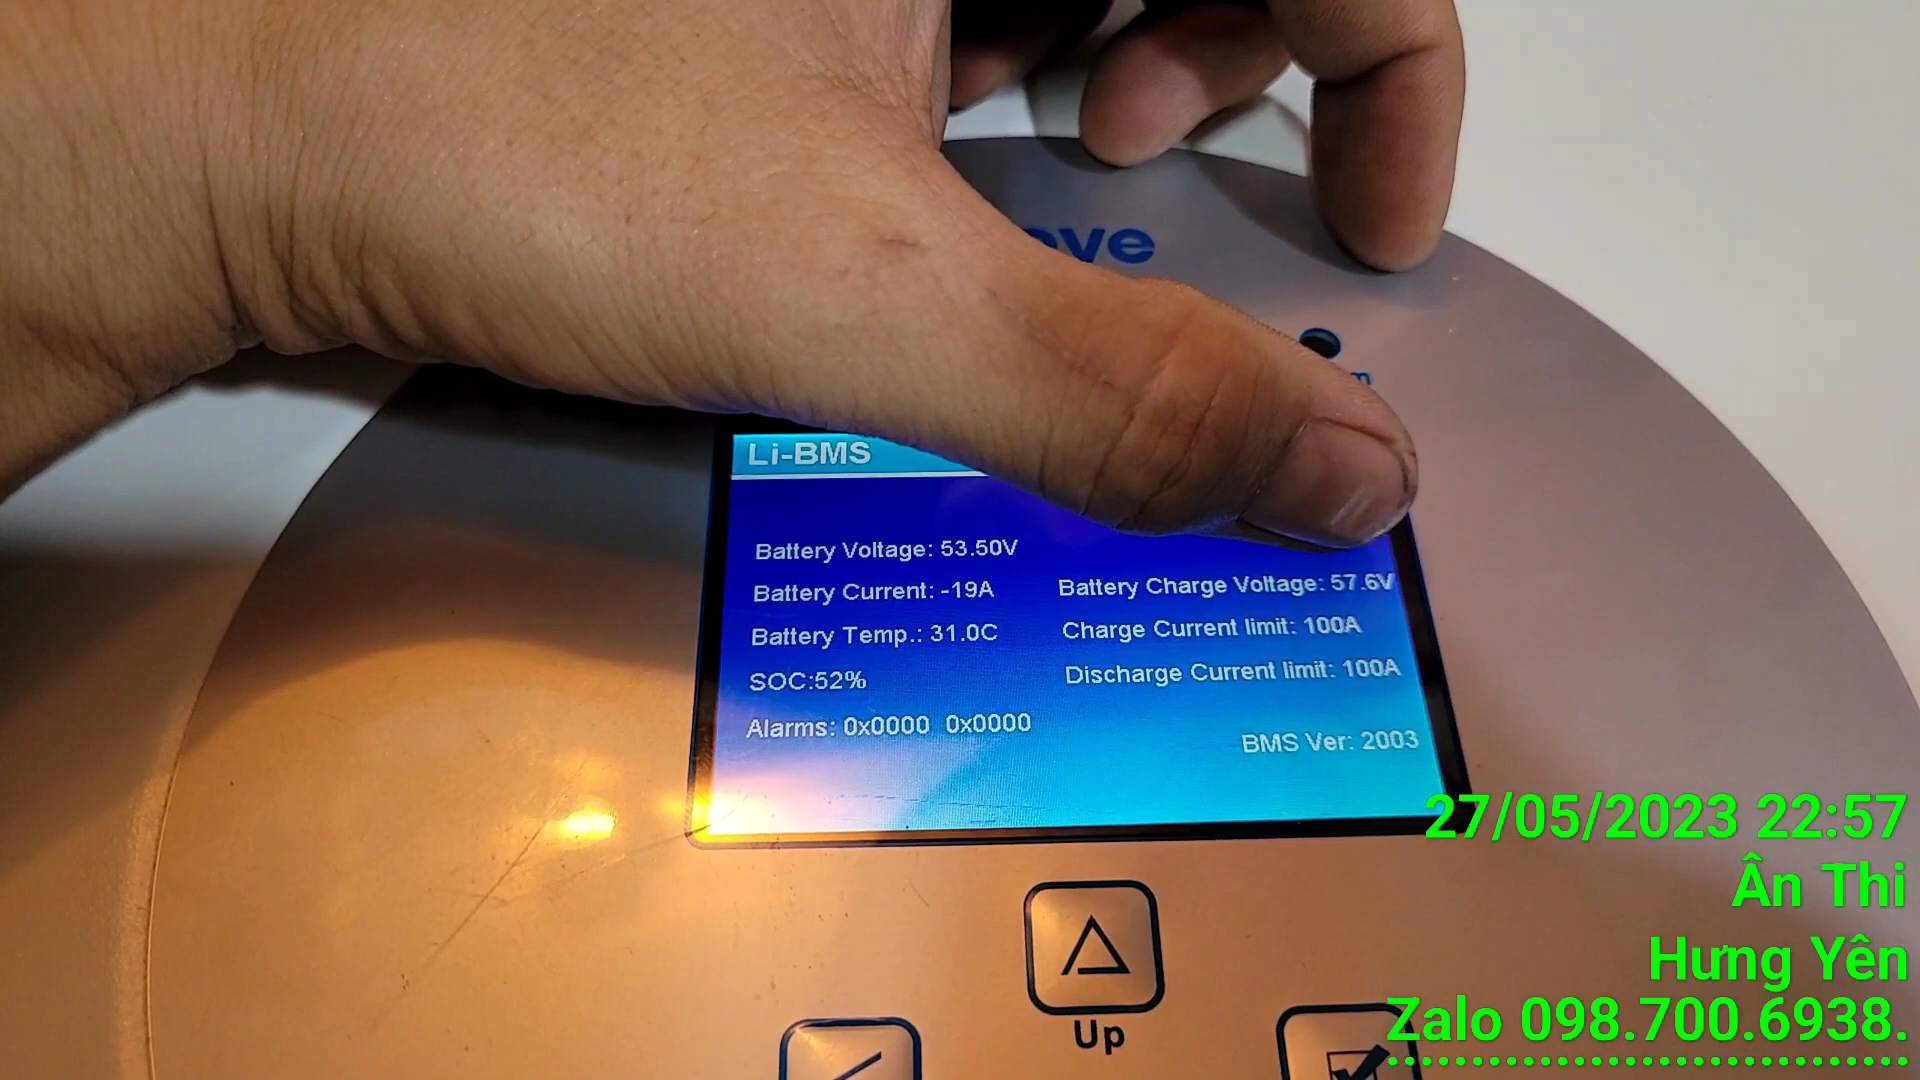 Li-BMS
Battery Voltage: 53.50V
Battery Current: -19A
Battery Temp.: 31.0C
SOC:52%
Alarms: 0x0000 0x0000
Battery Charge Voltage: 57.6V
Charge Current limit: 100A
Discharge Current limit: 100A
BMS Ver: 2003
Up
27/05/2023 22:57
Ân Thi
Hưng Yên
Zalo 098.700.6938.